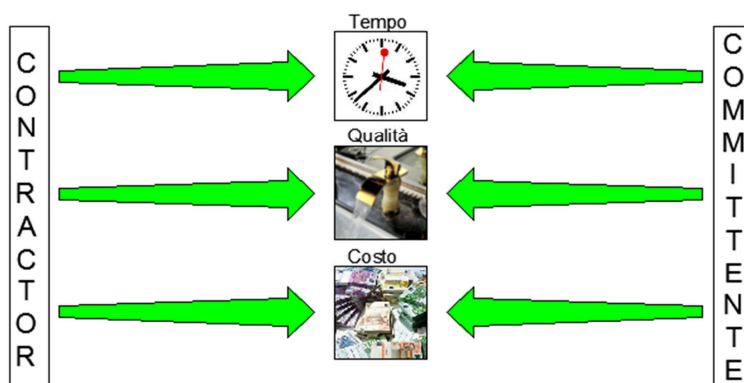 Tempo
CONTRACTOR
COMMITTENTE
Qualità
Costo